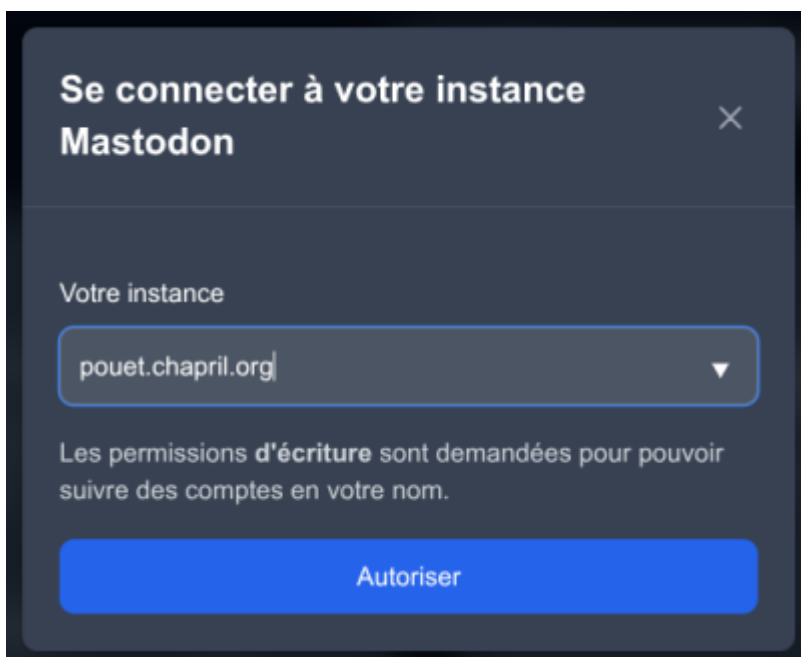 Se connecter à votre instance
Mastodon
Votre instance
pouet.chapril.org
Les permissions d'écriture sont demandées pour pouvoir
suivre des comptes en votre nom.
Autoriser